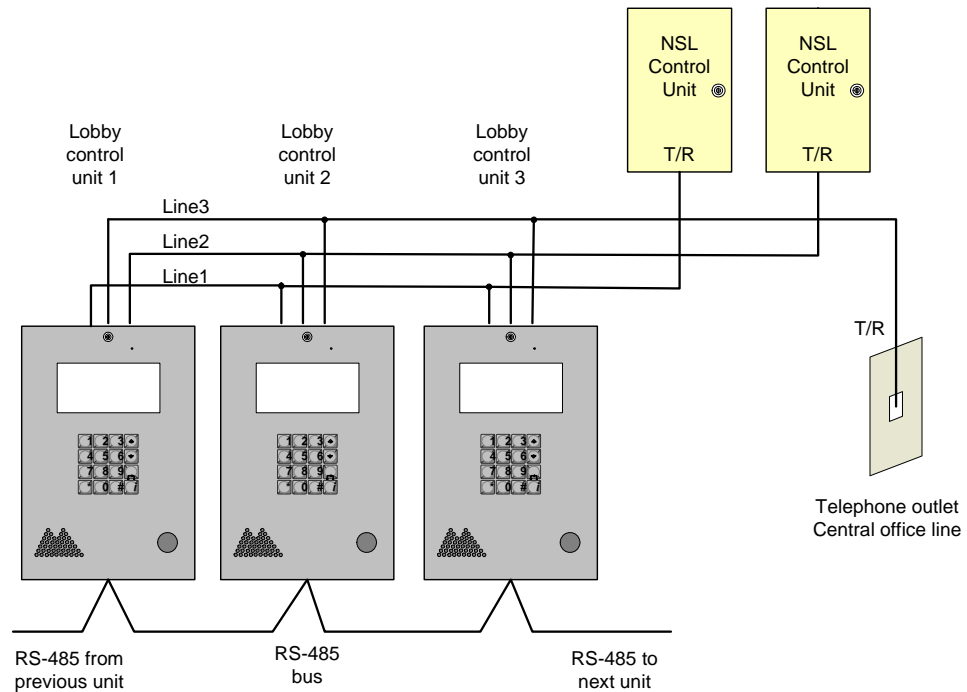 NSL
Control
Unit
T/R
NSL
Control
Unit
T/R
Lobby
control
unit 1
Lobby
control
unit 2
Lobby
control
unit 3
Line3
Line2
Line1
T/R
1 2 3
4 5 6
7 8 9
* 0 # i
1 2 3
4 5 6
7 8 9
* 0 # i
1 2 3
4 5 6
7 8 9
* 0 # i
Telephone outlet
Central office line
RS-485 from
previous unit
RS-485
bus
RS-485 to
next unit